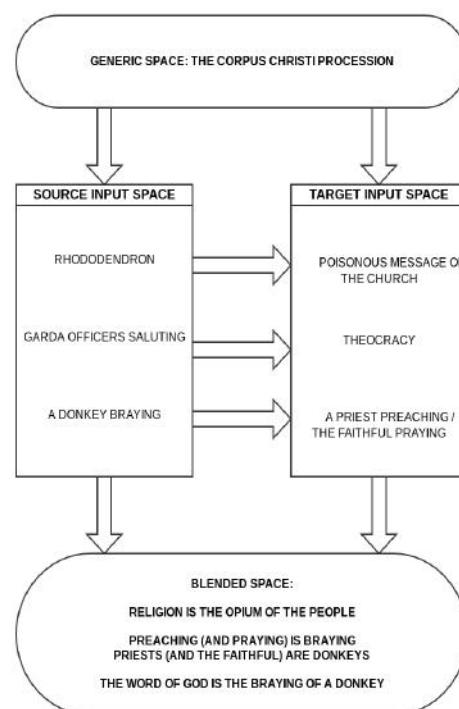 GENERIC SPACE: THE CORPUS CHRISTI PROCESSION
SOURCE INPUT SPACE
TARGET INPUT SPACE
RHODODENDRON
POISONOUS MESSAGE OF
THE CHURCH
GARDA OFFICERS SALUTING
THEOCRACY
A DONKEY BRAYING
A PRIEST PREACHING /
THE FAITHFUL PRAYING
BLENDED SPACE:
RELIGION IS THE OPIUM OF THE PEOPLE
PREACHING (AND PRAYING) IS BRAYING
PRIESTS (AND THE FAITHFUL) ARE DONKEYS
THE WORD OF GOD IS THE BRAYING OF A DONKEY